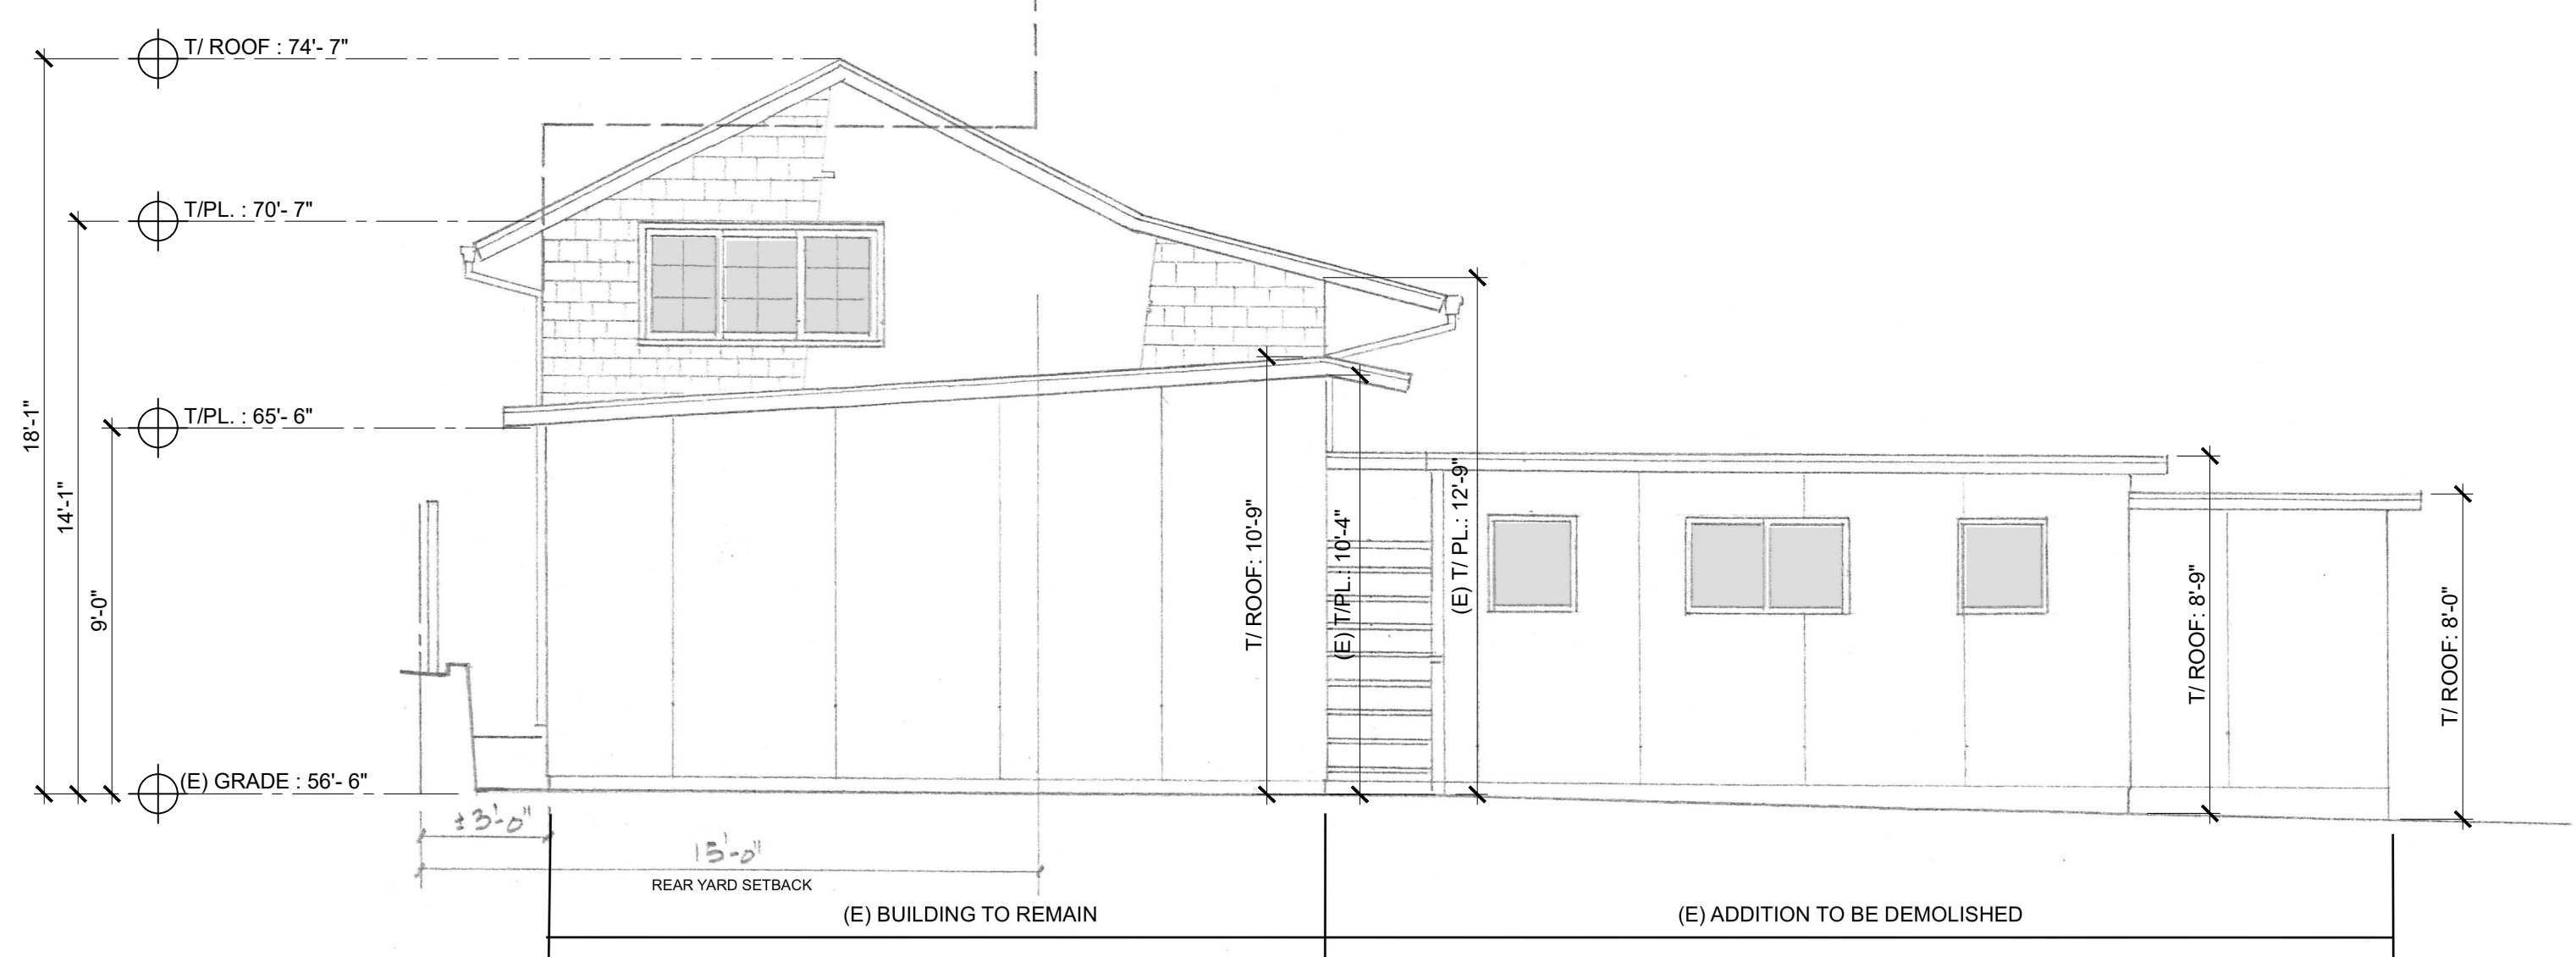 T/ ROOF : 74'- 7"
T/PL. : 70'- 7"
T/PL. : 65'- 6"
(E) GRADE : 56'- 6"
18'-1"
14'-1"
9'-0"
T/ ROOF: 10'-9"
(E) T/PL.: 10'-4"
(E) T/ PL.: 12'-9"
T/ ROOF: 8'-9"
T/ ROOF: 8'-0"
±3'-0"
15'-0"
REAR YARD SETBACK
(E) BUILDING TO REMAIN
(E) ADDITION TO BE DEMOLISHED